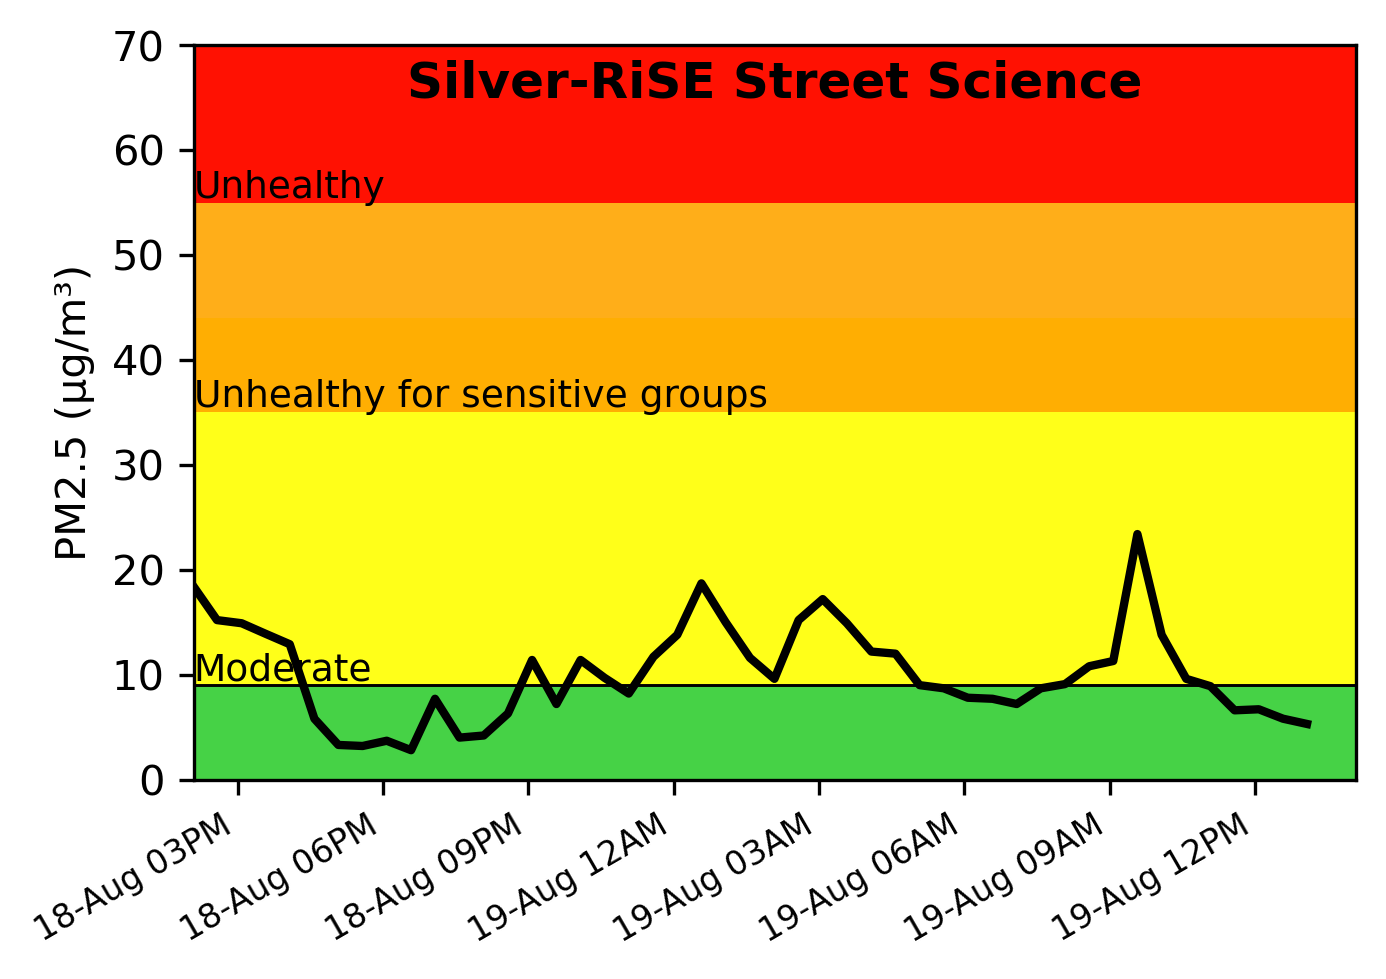 Silver-RiSE Street Science
70
60
Unhealthy
50
40
Unhealthy for sensitive groups
30
20
10
Moderate
0
PM2.5 (µg/m³)
18-Aug 03PM
18-Aug 06PM
18-Aug 09PM
19-Aug 12AM
19-Aug 03AM
19-Aug 06AM
19-Aug 09AM
19-Aug 12PM